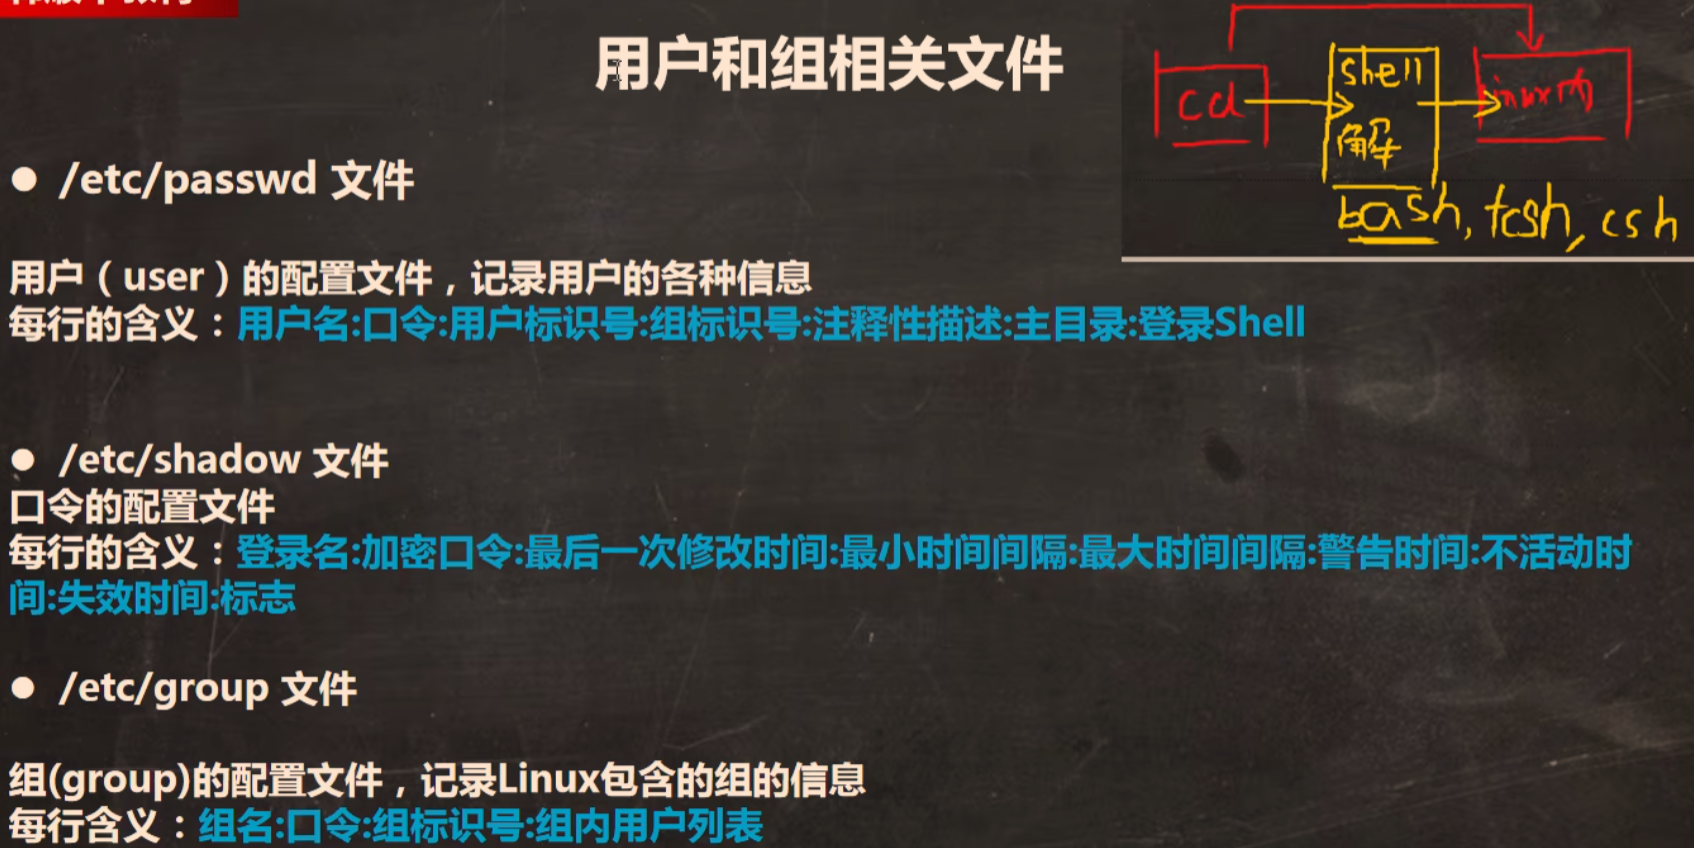 用户和组相关文件
cd
shell
解
linux内
bash, tcsh, csh
● /etc/passwd 文件
用户（user）的配置文件，记录用户的各种信息
每行的含义：用户名:口令:用户标识号:组标识号:注释性描述:主目录:登录Shell
● /etc/shadow 文件
口令的配置文件
每行的含义：登录名:加密口令:最后一次修改时间:最小时间间隔:最大时间间隔:警告时间:不活动时
间:失效时间:标志
● /etc/group 文件
组(group)的配置文件，记录Linux包含的组的信息
每行含义：组名:口令:组标识号:组内用户列表